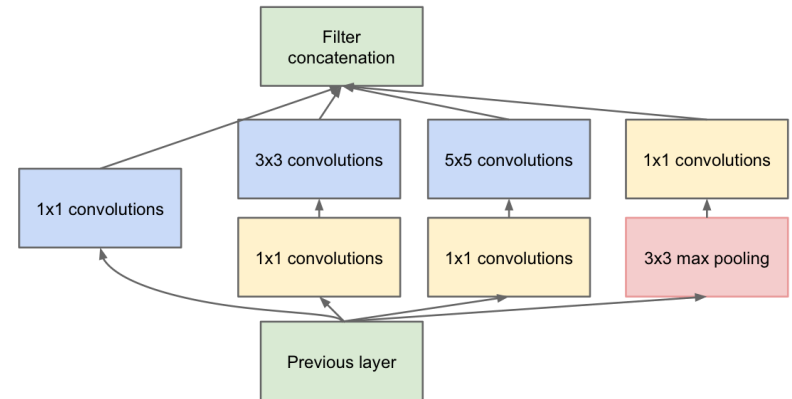 Filter
concatenation
3x3 convolutions
5x5 convolutions
1x1 convolutions
1x1 convolutions
1x1 convolutions
1x1 convolutions
3x3 max pooling
Previous layer